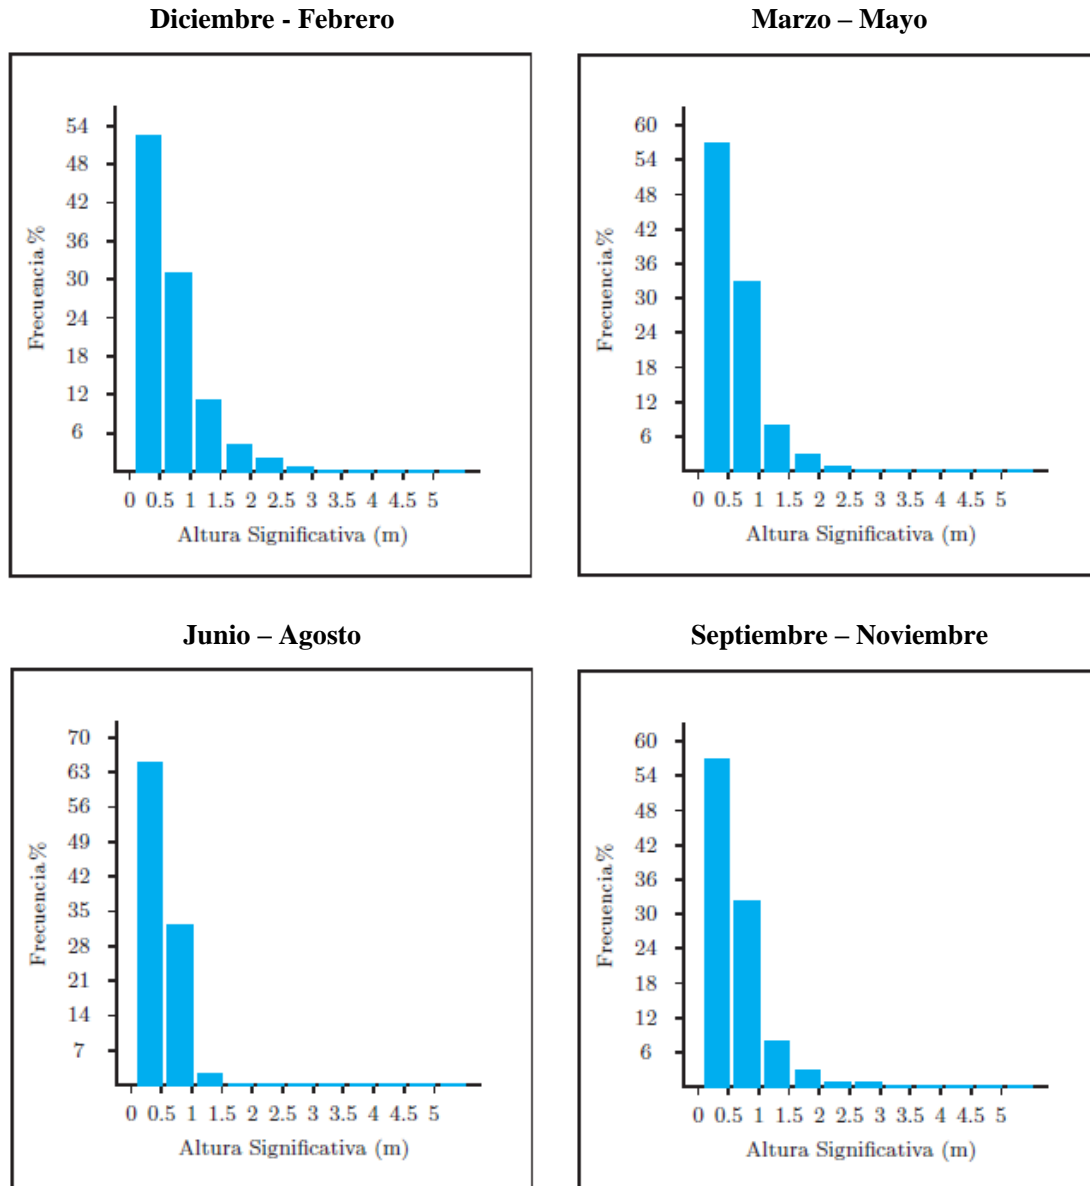 Diciembre - Febrero
54
48
42
36
30
24
18
12
6
Frecuencia %
0 0.5 1 1.5 2 2.5 3 3.5 4 4.5 5
Altura Significativa (m)
Marzo – Mayo
60
54
48
42
36
30
24
18
12
6
Frecuencia %
0 0.5 1 1.5 2 2.5 3 3.5 4 4.5 5
Altura Significativa (m)
Junio – Agosto
70
63
56
49
42
35
28
21
14
7
Frecuencia %
0 0.5 1 1.5 2 2.5 3 3.5 4 4.5 5
Altura Significativa (m)
Septiembre – Noviembre
60
54
48
42
36
30
24
18
12
6
Frecuencia %
0 0.5 1 1.5 2 2.5 3 3.5 4 4.5 5
Altura Significativa (m)